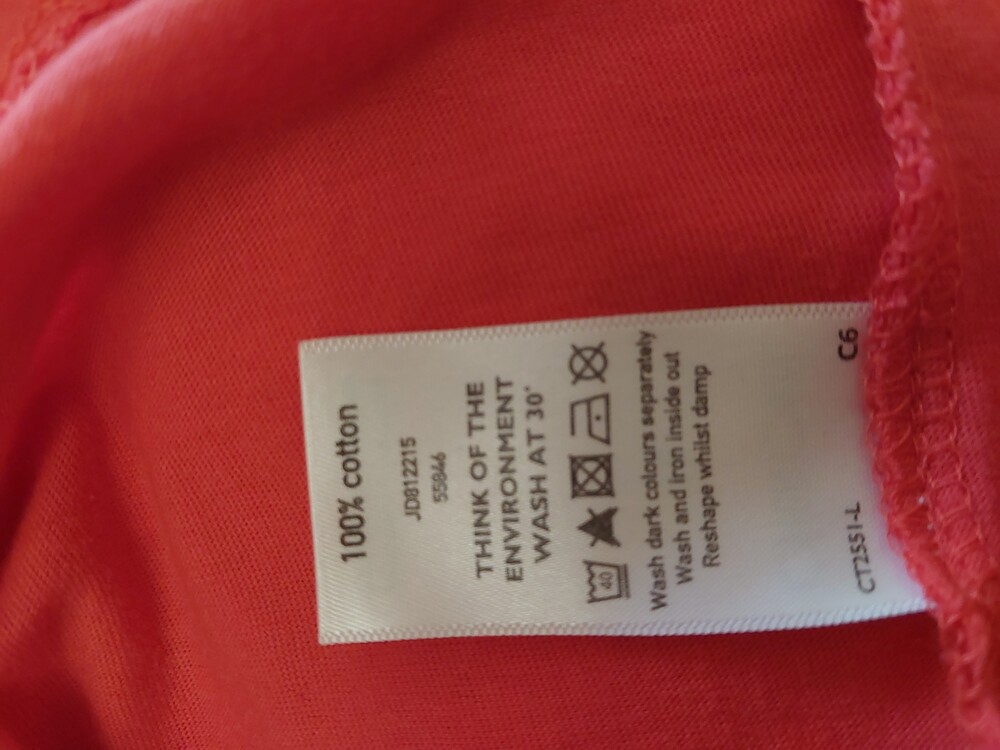 100% cotton
JD812215
55846
THINK OF THE
ENVIRONMENT
WASH AT 30°
40
Wash dark colours separately
Wash and iron inside out
Reshape whilst damp
CT2551-L C6